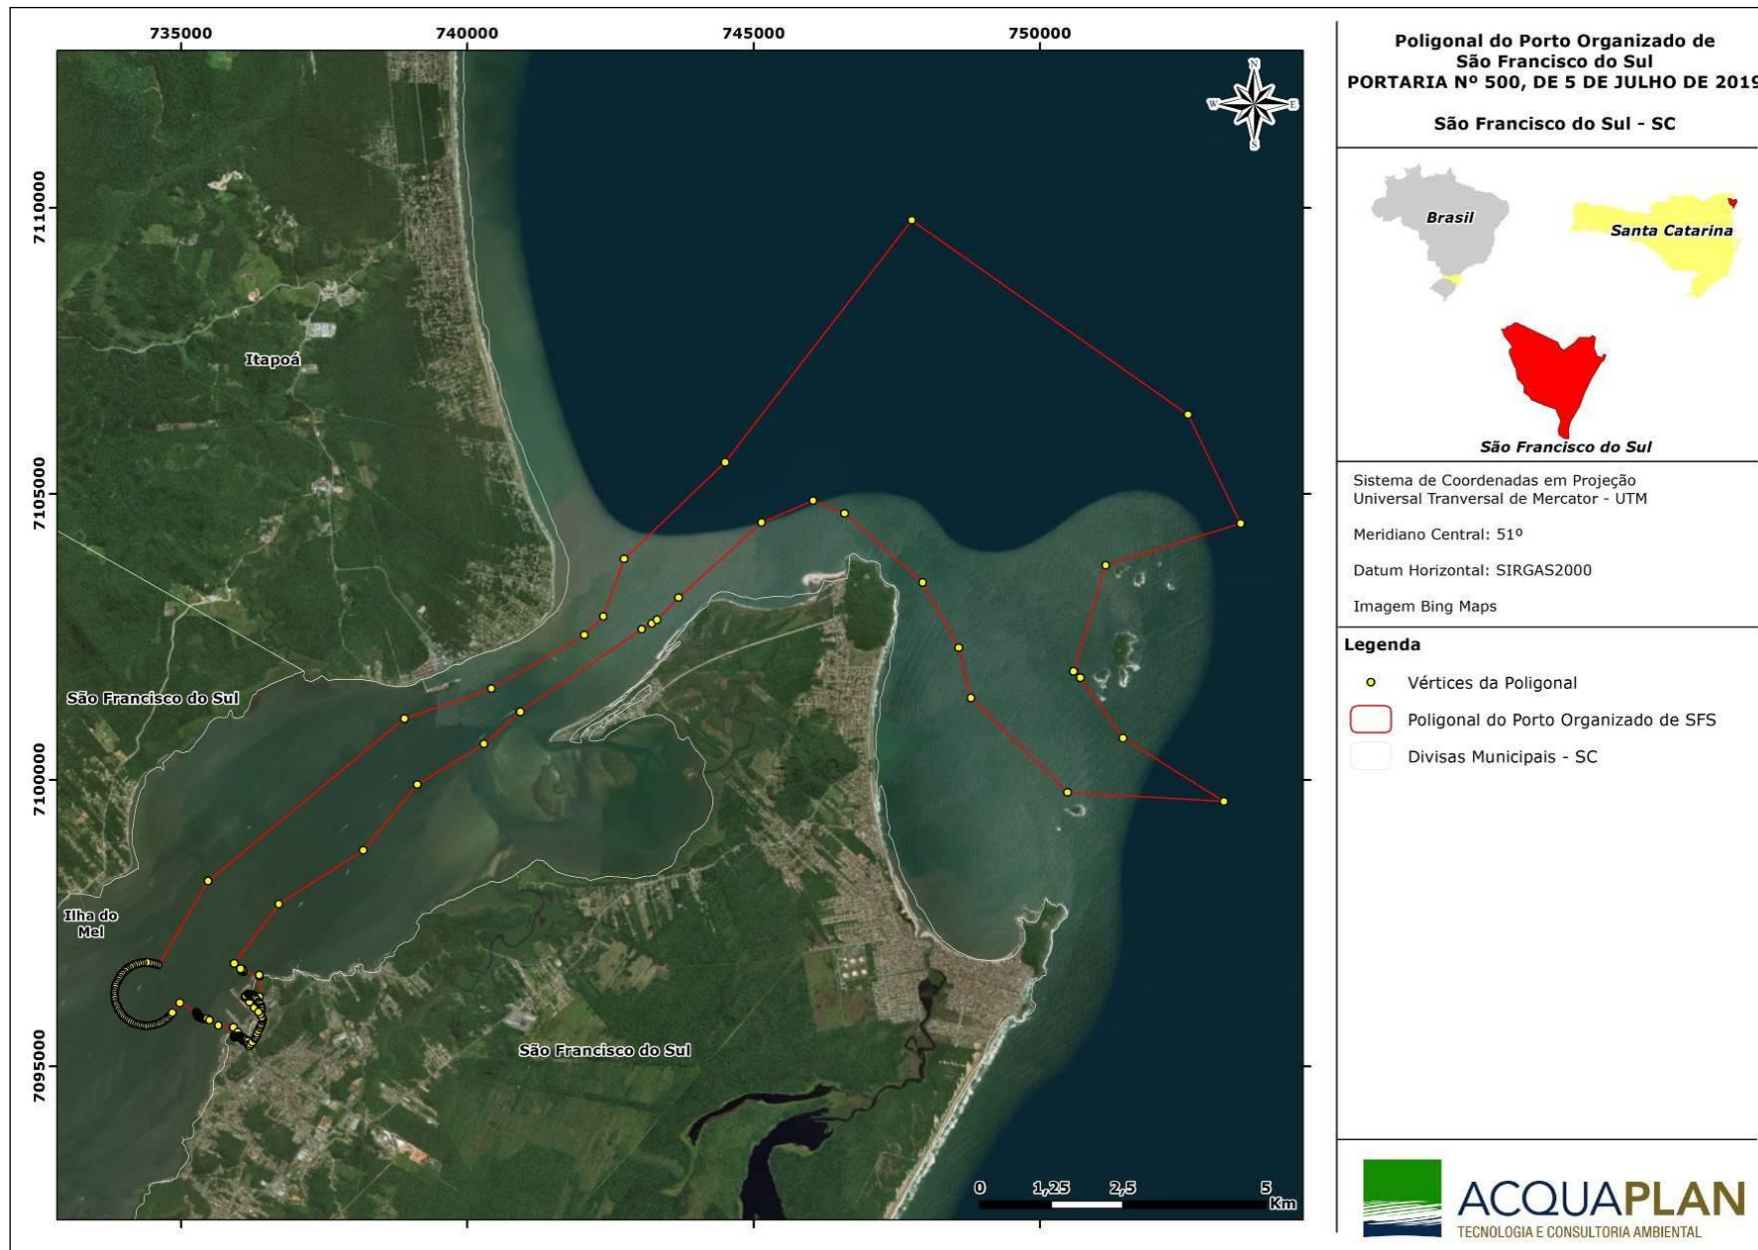 735000
740000
745000
750000
7110000
7105000
7100000
7095000
N
W
E
S
Itapoá
São Francisco do Sul
Ilha do
Mel
São Francisco do Sul
0
1,25
2,5
5
Km
Poligonal do Porto Organizado de
São Francisco do Sul
PORTARIA Nº 500, DE 5 DE JULHO DE 2019
São Francisco do Sul - SC
Brasil
Santa Catarina
São Francisco do Sul
Sistema de Coordenadas em Projeção
Universal Tranversal de Mercator - UTM
Meridiano Central: 51º
Datum Horizontal: SIRGAS2000
Imagem Bing Maps
Legenda
Vértices da Poligonal
Poligonal do Porto Organizado de SFS
Divisas Municipais - SC
ACQUAPLAN
TECNOLOGIA E CONSULTORIA AMBIENTAL